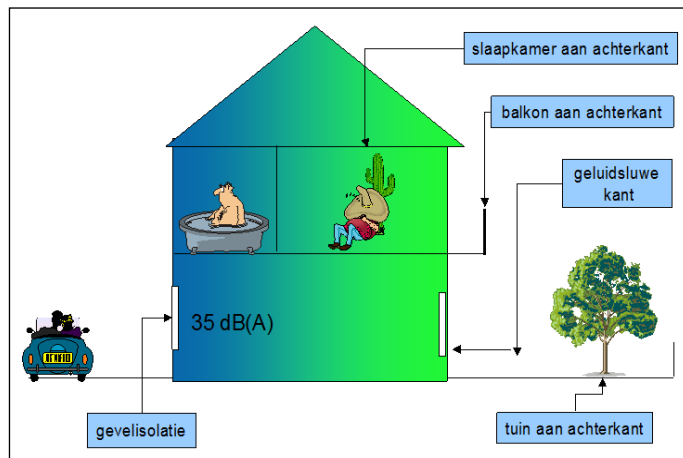 slaapkamer aan achterkant
balkon aan achterkant
geluidsluwe
kant
35 dB(A)
gevelisolatie
tuin aan achterkant